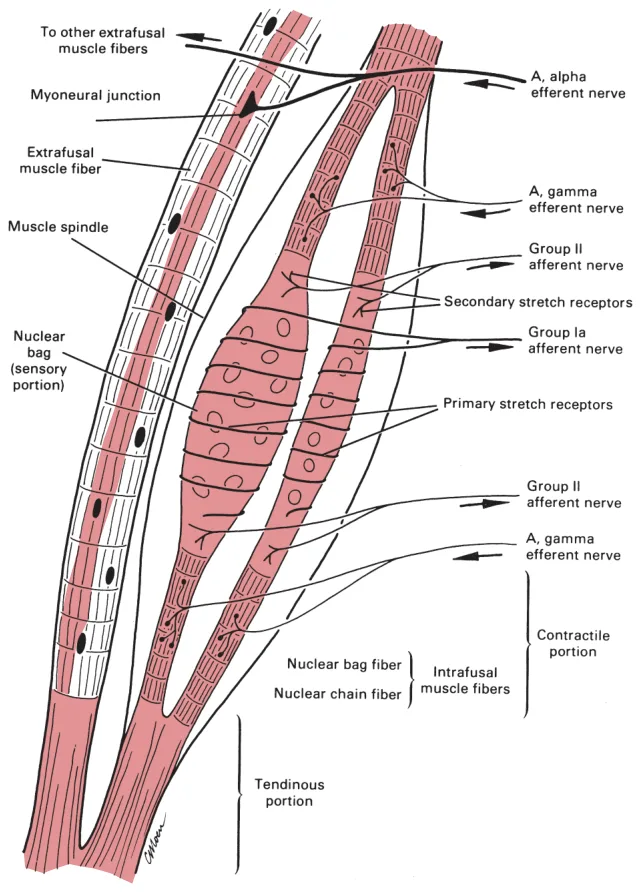 To other extrafusal
muscle fibers
A, alpha
efferent nerve
Myoneural junction
Extrafusal
muscle fiber
A, gamma
efferent nerve
Muscle spindle
Group II
afferent nerve
Secondary stretch receptors
Nuclear
bag
(sensory
portion)
Group Ia
afferent nerve
Primary stretch receptors
Group II
afferent nerve
A, gamma
efferent nerve
Contractile
portion
Nuclear bag fiber
Nuclear chain fiber
Intrafusal
muscle fibers
Tendinous
portion